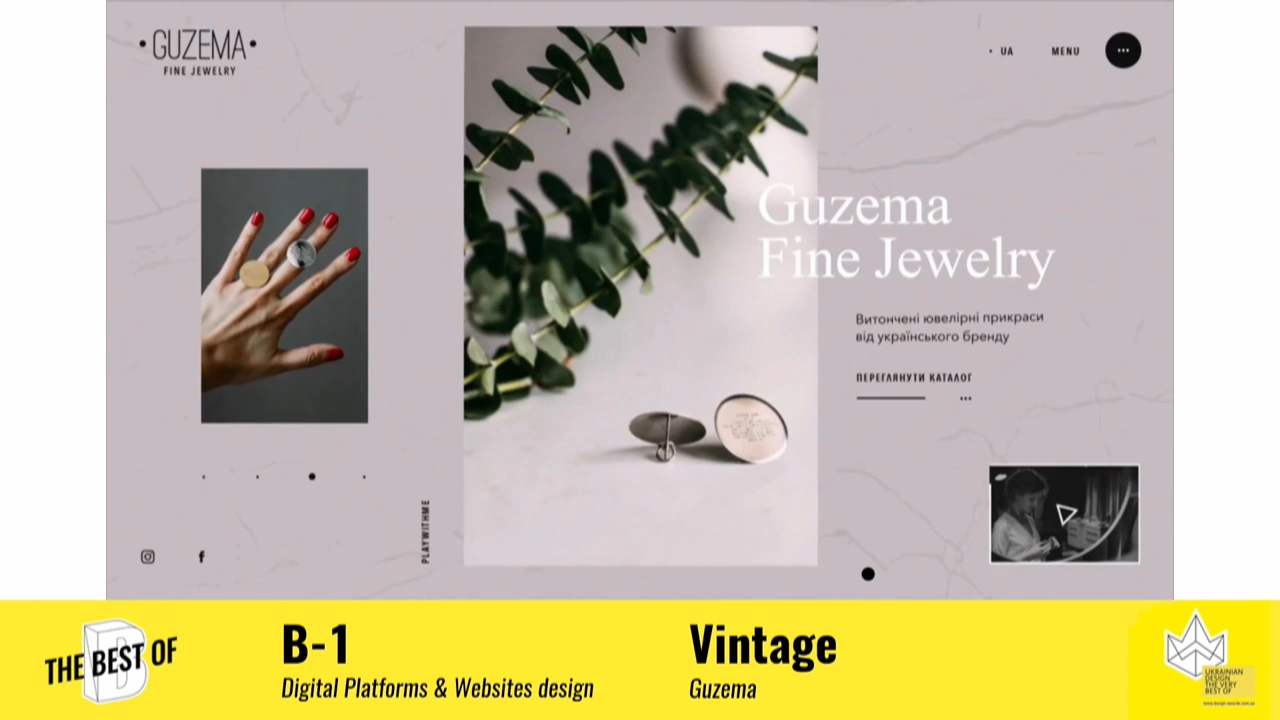 GUZEMA
FINE JEWELRY
UA
MENU
Guzema
Fine Jewelry
Витончені ювелірні прикраси
від українського бренду
ПЕРЕГЛЯНУТИ КАТАЛОГ
PLAYWITHME
THE BEST OF
B-1
Digital Platforms & Websites design
Vintage
Guzema
UKRAINIAN
DESIGN
THE VERY
BEST OF